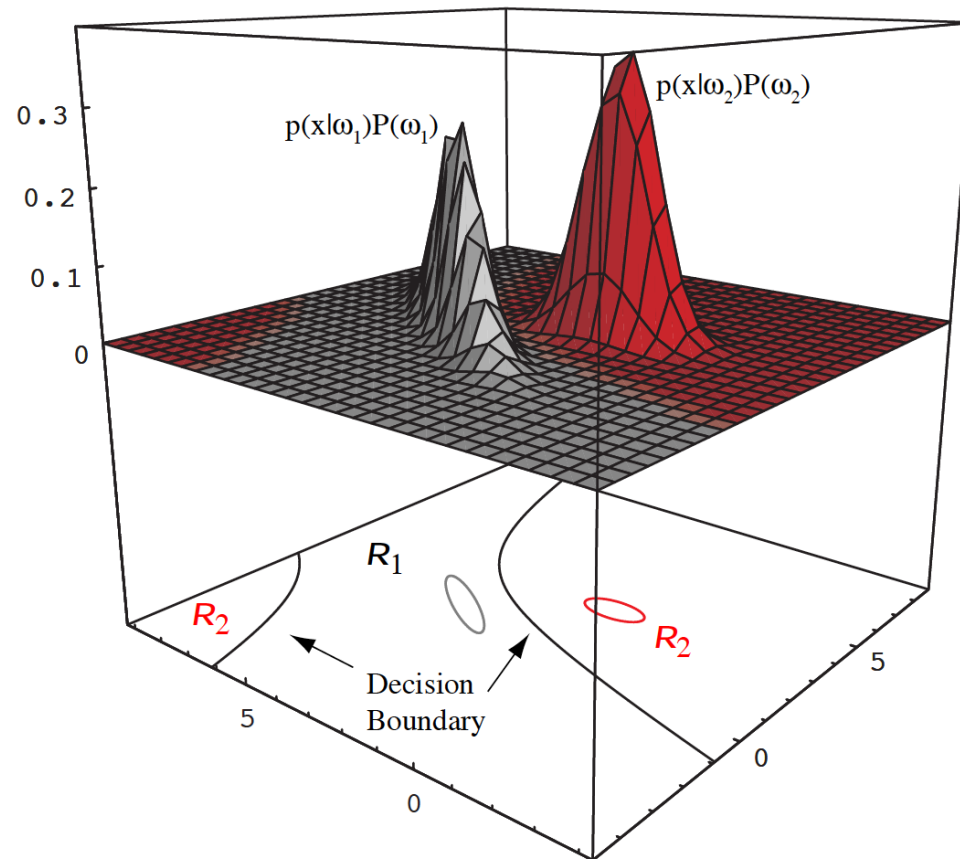 0.3
0.2
0.1
0
p(x|ω₁)P(ω₁)
p(x|ω₂)P(ω₂)
R₁
R₂
R₂
Decision
Boundary
5
0
5
0